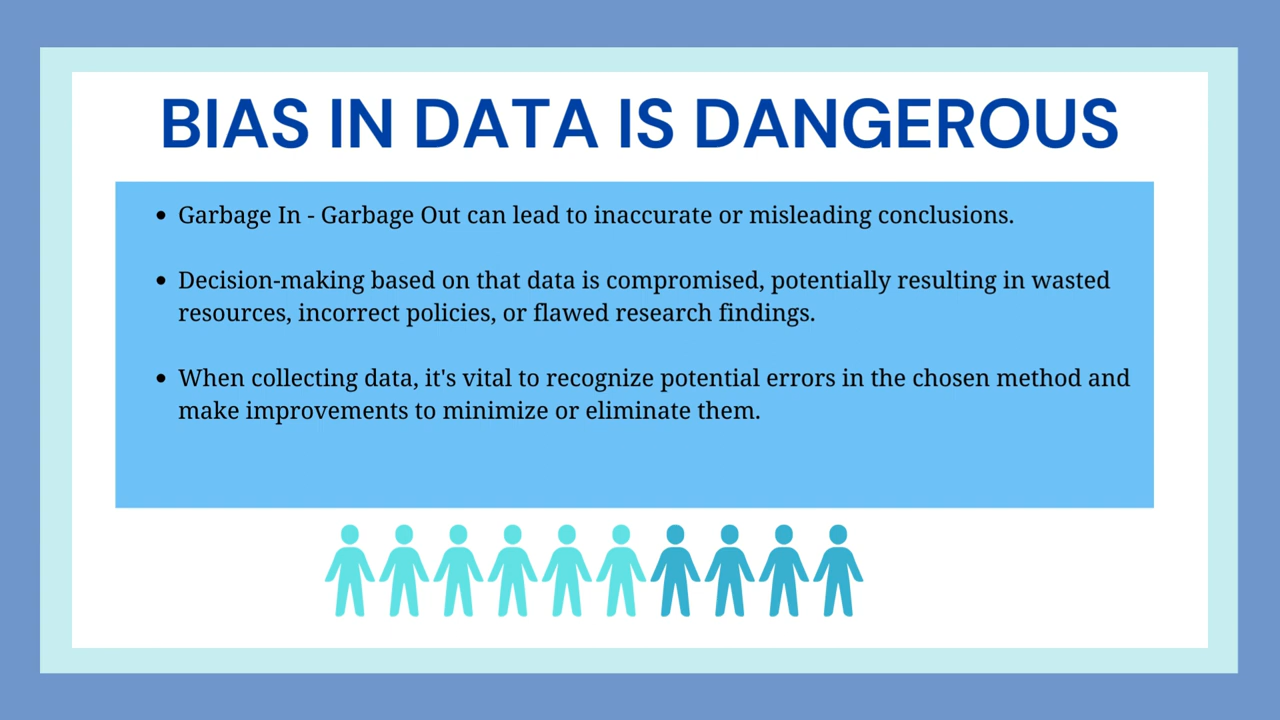 BIAS IN DATA IS DANGEROUS
• Garbage In - Garbage Out can lead to inaccurate or misleading conclusions.
• Decision-making based on that data is compromised, potentially resulting in wasted
resources, incorrect policies, or flawed research findings.
• When collecting data, it's vital to recognize potential errors in the chosen method and
make improvements to minimize or eliminate them.